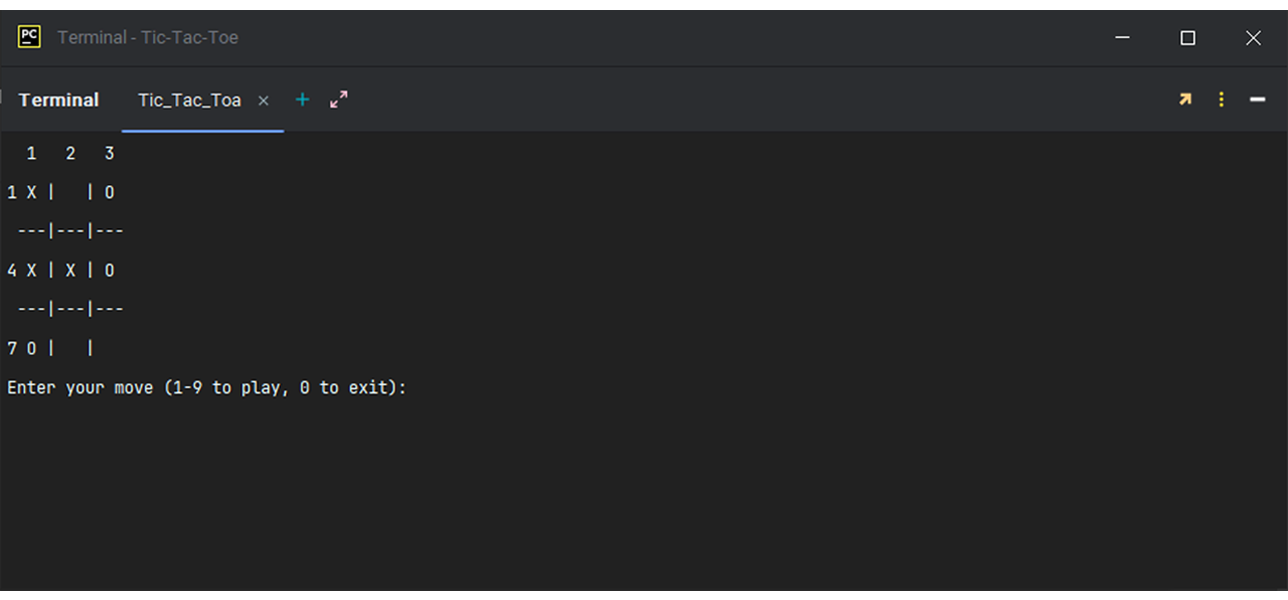 PC Terminal - Tic-Tac-Toe
Terminal Tic_Tac_Toa × +
1 2 3
1 X | | O
---|---|---
4 X | X | O
---|---|---
7 O | |
Enter your move (1-9 to play, 0 to exit):